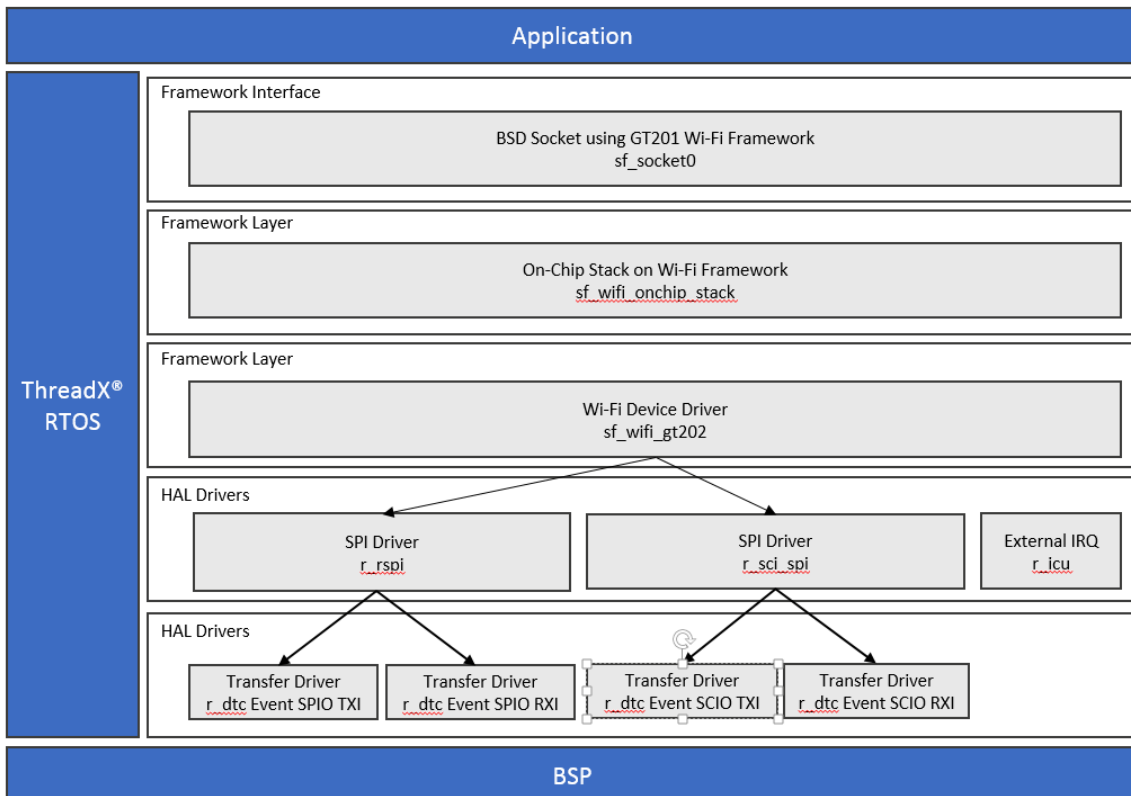 Application
ThreadX®
RTOS
Framework Interface
BSD Socket using GT201 Wi-Fi Framework
sf_socket0
Framework Layer
On-Chip Stack on Wi-Fi Framework
sf_wifi_onchip_stack
Framework Layer
Wi-Fi Device Driver
sf_wifi_gt202
HAL Drivers
SPI Driver
r_rspi
SPI Driver
r_sci_spi
External IRQ
r_icu
HAL Drivers
Transfer Driver
r_dtc Event SPIO TXI
Transfer Driver
r_dtc Event SPIO RXI
Transfer Driver
r_dtc Event SCIO TXI
Transfer Driver
r_dtc Event SCIO RXI
BSP